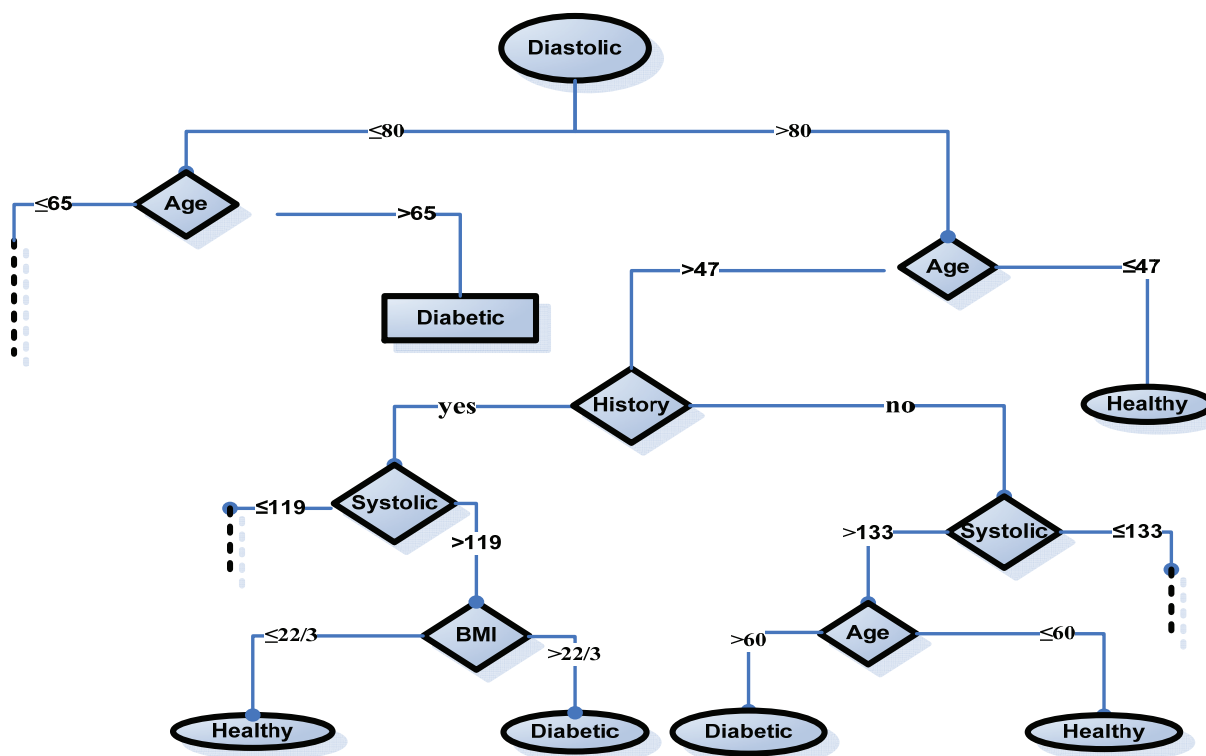 Diastolic
≤80
>80
≤65
Age
>65
>47
Age
≤47
Diabetic
yes
History
no
Healthy
≤119
Systolic
>119
>133
Systolic
≤133
≤22/3
BMI
>22/3
>60
Age
≤60
Healthy
Diabetic
Diabetic
Healthy